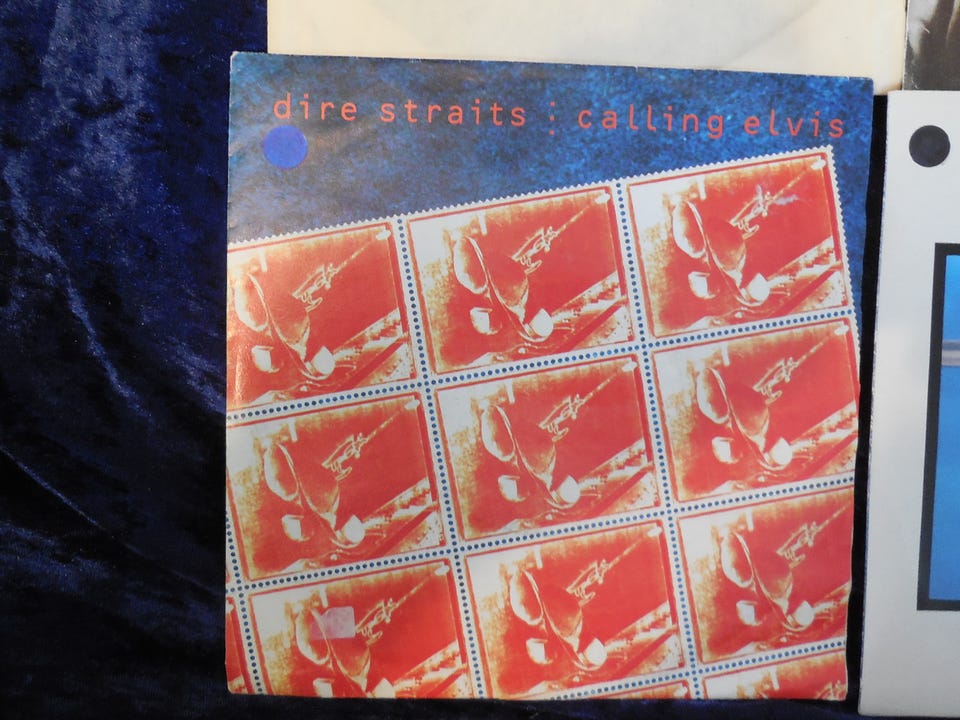 dire straits : calling elvis